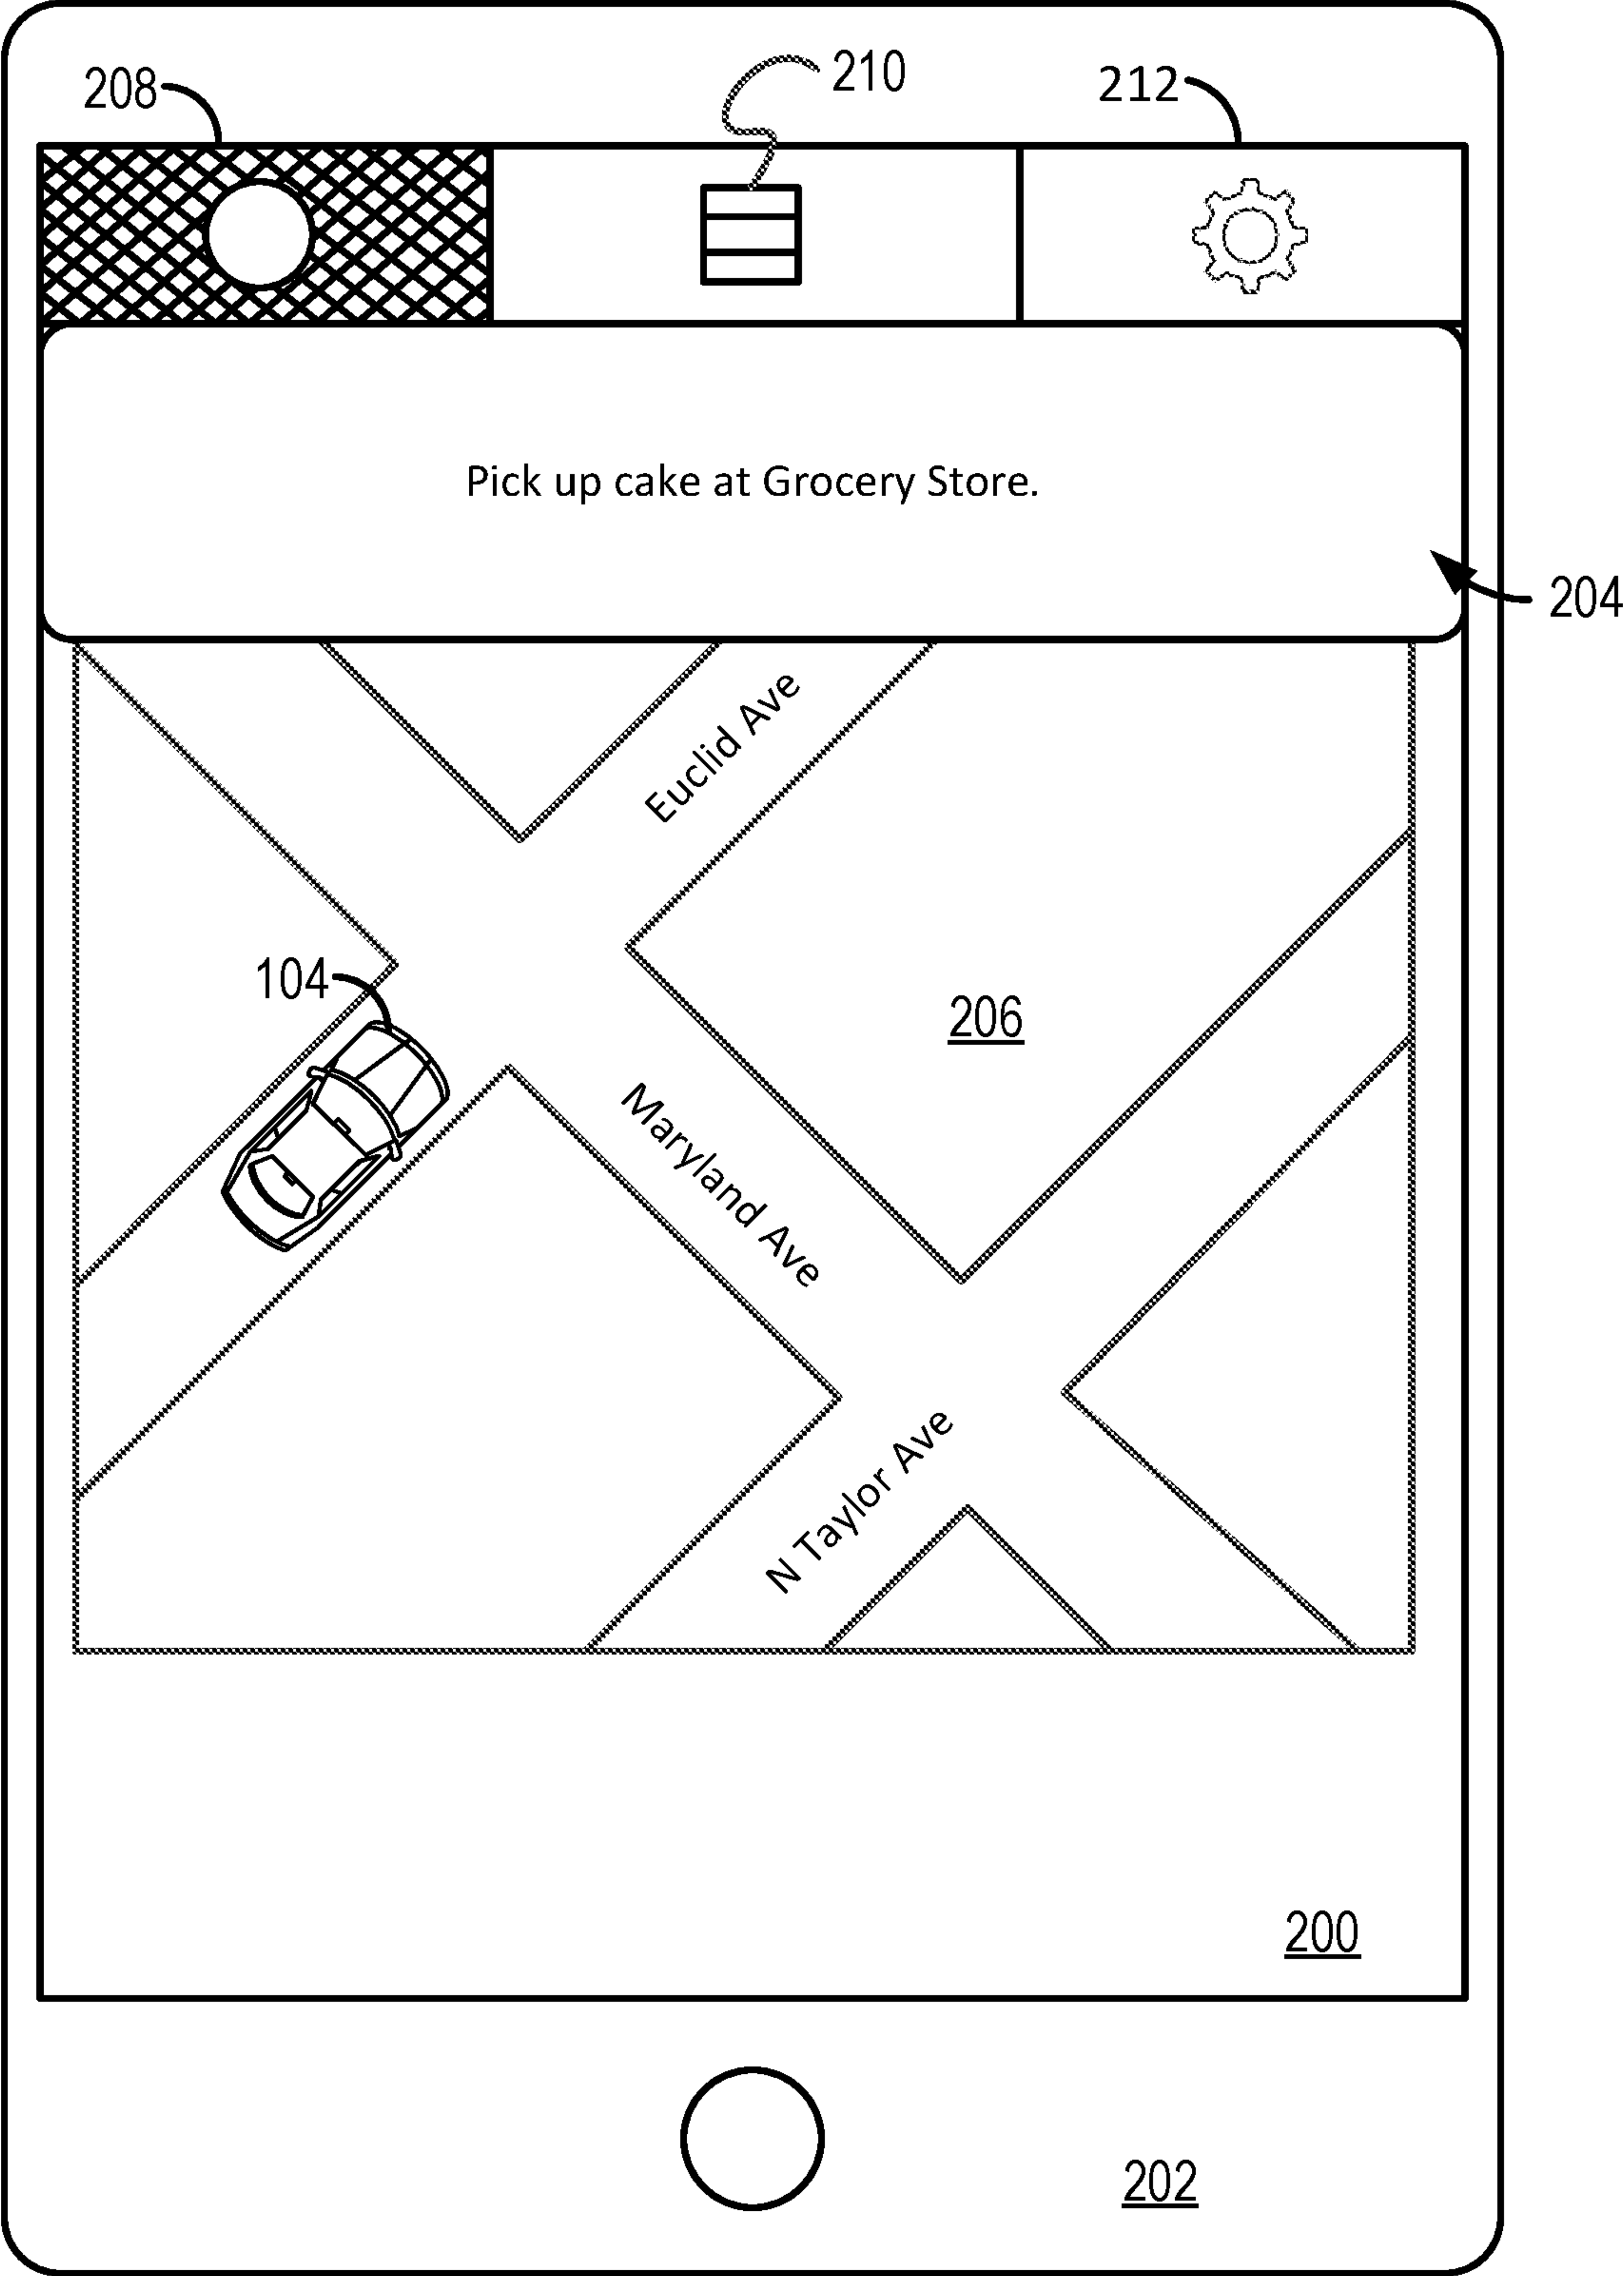 208
210
212
Pick up cake at Grocery Store.
204
Euclid Ave
104
206
Maryland Ave
N Taylor Ave
200
202